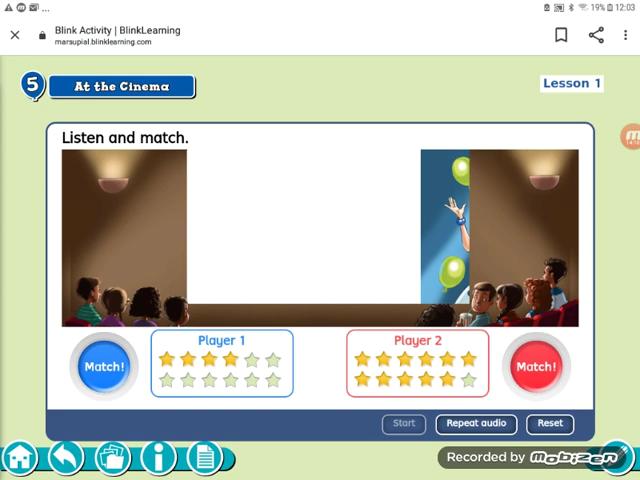 ... 19% 12:03
Blink Activity | BlinkLearning
marsupial.blinklearning.com
5 At the Cinema
Lesson 1
Listen and match.
Player 1
Player 2
Match!
Match!
Start
Repeat audio
Reset
Recorded by Mobizen